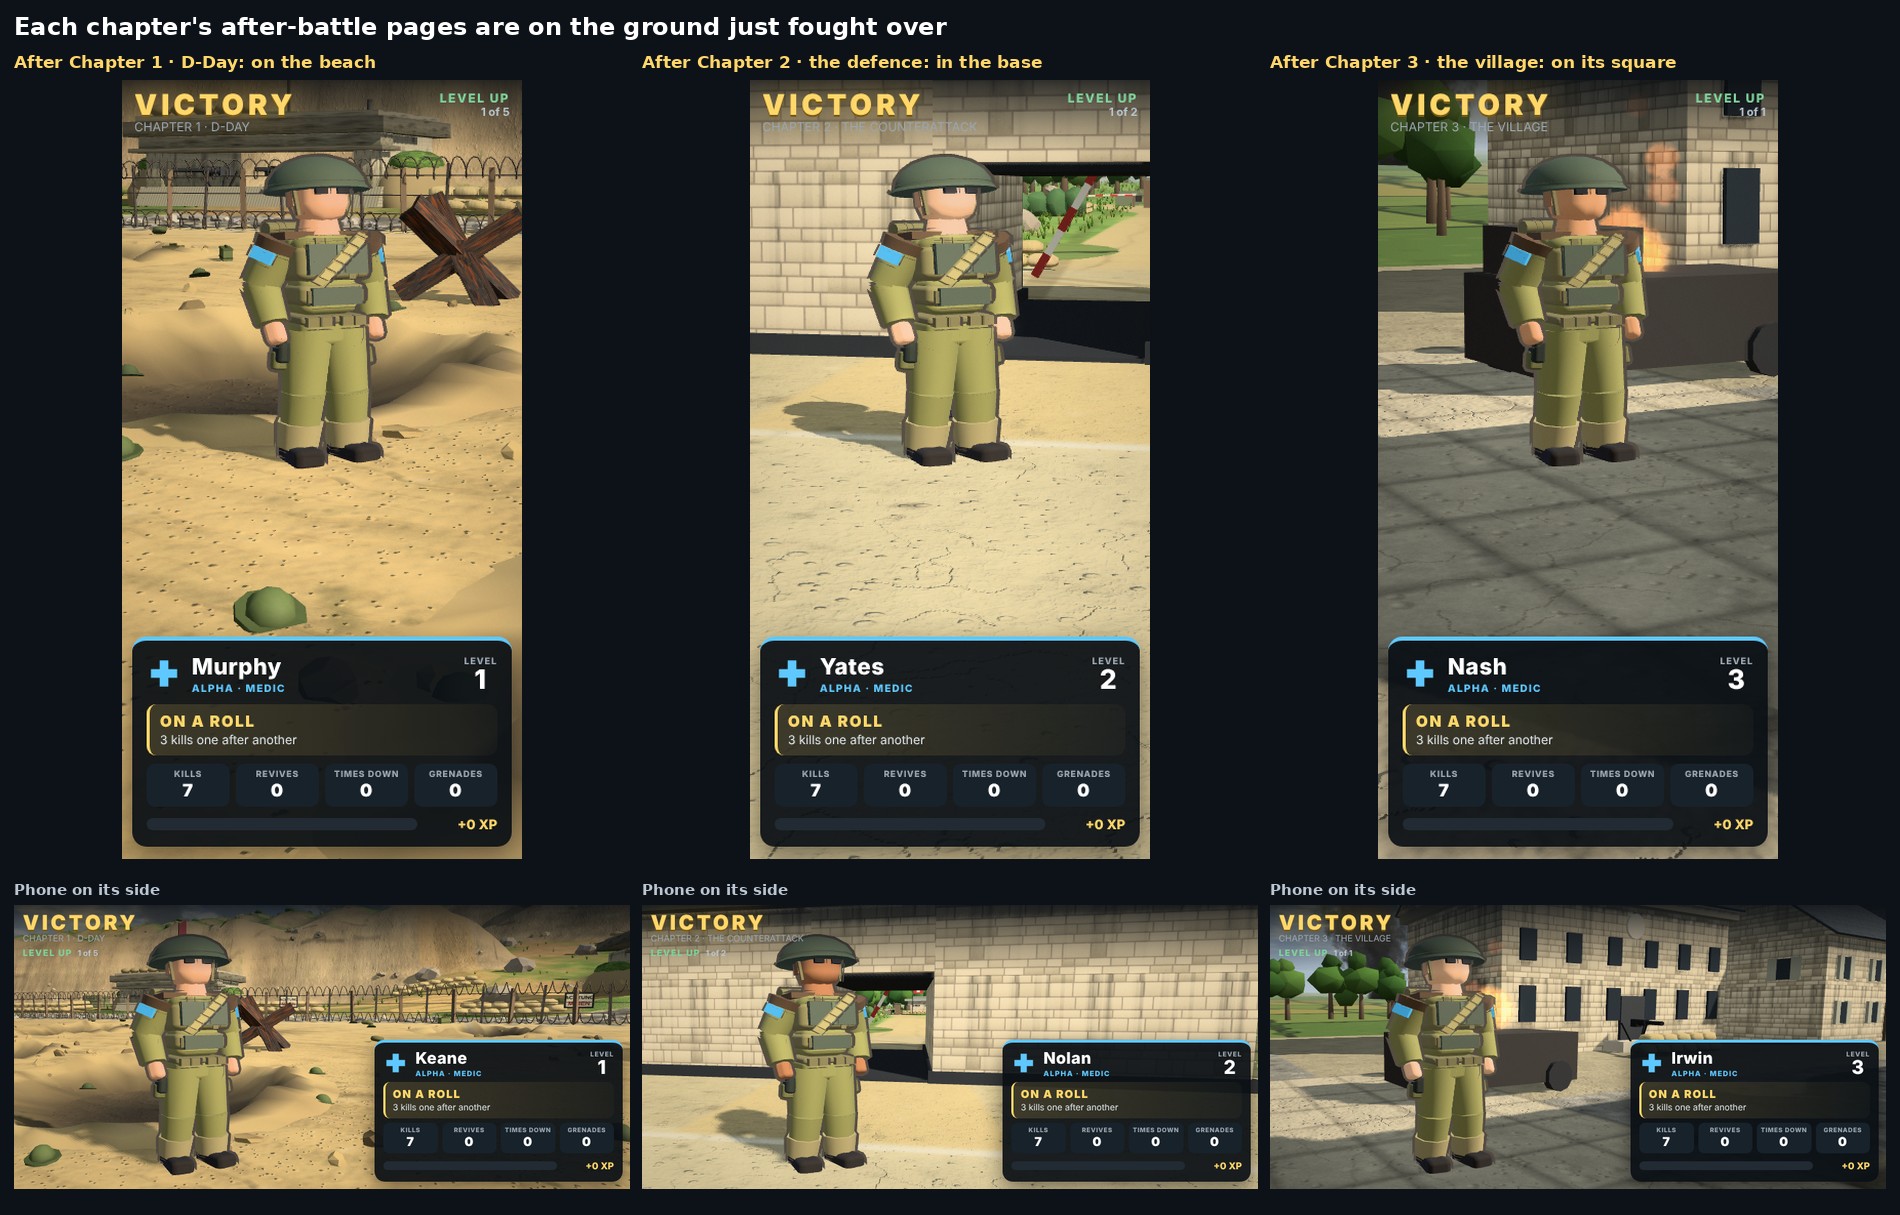 Each chapter's after-battle pages are on the ground just fought over
After Chapter 1 · D-Day: on the beach
VICTORY
CHAPTER 1 · D-DAY
LEVEL UP
1 of 5
Murphy
ALPHA · MEDIC
LEVEL
1
ON A ROLL
3 kills one after another
KILLS
7
REVIVES
0
TIMES DOWN
0
GRENADES
0
+0 XP
After Chapter 2 · the defence: in the base
VICTORY
CHAPTER 2 · THE COUNTERATTACK
LEVEL UP
1 of 2
Yates
ALPHA · MEDIC
LEVEL
2
ON A ROLL
3 kills one after another
KILLS
7
REVIVES
0
TIMES DOWN
0
GRENADES
0
+0 XP
After Chapter 3 · the village: on its square
VICTORY
CHAPTER 3 · THE VILLAGE
LEVEL UP
1 of 1
Nash
ALPHA · MEDIC
LEVEL
3
ON A ROLL
3 kills one after another
KILLS
7
REVIVES
0
TIMES DOWN
0
GRENADES
0
+0 XP
Phone on its side
VICTORY
CHAPTER 1 · D-DAY
LEVEL UP 1 of 5
Keane
ALPHA · MEDIC
LEVEL
1
ON A ROLL
3 kills one after another
KILLS
7
REVIVES
0
TIMES DOWN
0
GRENADES
0
+0 XP
Phone on its side
VICTORY
CHAPTER 2 · THE COUNTERATTACK
LEVEL UP 1 of 2
Nolan
ALPHA · MEDIC
LEVEL
2
ON A ROLL
3 kills one after another
KILLS
7
REVIVES
0
TIMES DOWN
0
GRENADES
0
+0 XP
Phone on its side
VICTORY
CHAPTER 3 · THE VILLAGE
LEVEL UP 1 of 1
Irwin
ALPHA · MEDIC
LEVEL
3
ON A ROLL
3 kills one after another
KILLS
7
REVIVES
0
TIMES DOWN
0
GRENADES
0
+0 XP